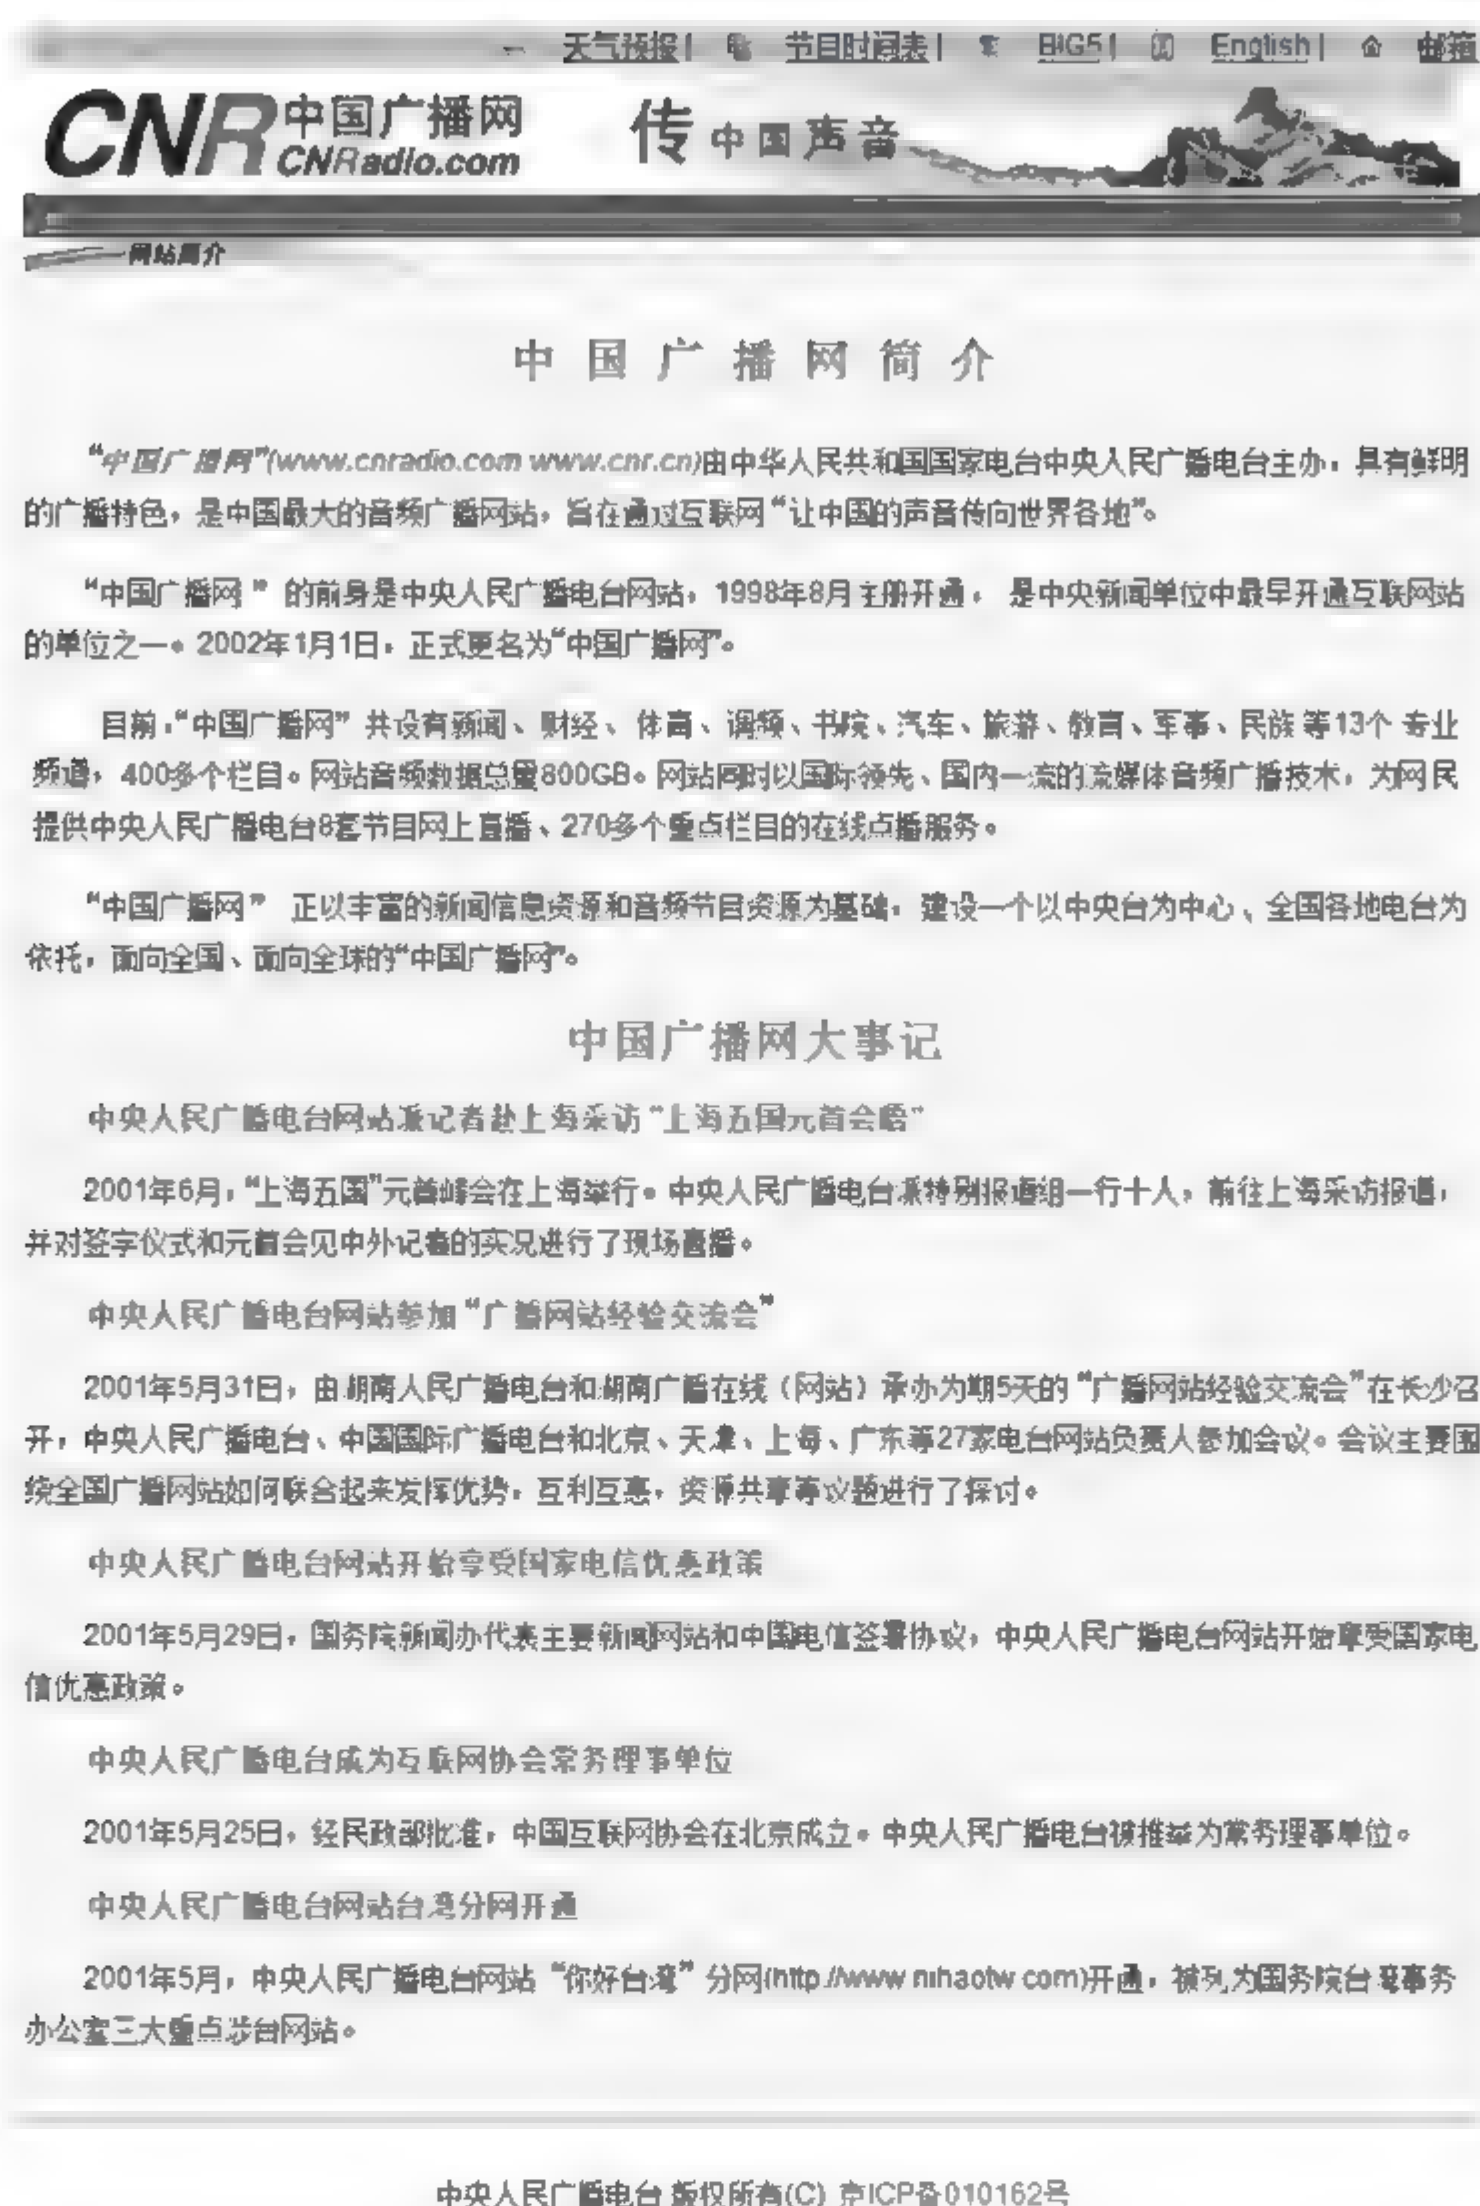 天气预报| 节目时间表| BIG5| English| 邮箱
CNR 中国广播网 传中国声音
CNRadio.com
网站简介
中国广播网简介
“中国广播网”(www.cnradio.com www.cnr.cn)由中华人民共和国国家电台中央人民广播电台主办，具有鲜明
的广播特色，是中国最大的音频广播网站，旨在通过互联网“让中国的声音传向世界各地”。
“中国广播网 ” 的前身是中央人民广播电台网站，1998年8月注册开通， 是中央新闻单位中最早开通互联网站
的单位之一。2002年1月1日，正式更名为“中国广播网”。
目前，“中国广播网” 共设有新闻、财经、体育、调频、书院、汽车、旅游、教育、军事、民族等13个 专业
频道，400多个栏目。网站音频数据总量800GB。网站同时以国际领先、国内一流的流媒体音频广播技术，为网民
提供中央人民广播电台8套节目网上直播、270多个重点栏目的在线点播服务。
“中国广播网” 正以丰富的新闻信息资源和音频节目资源为基础，建设一个以中央台为中心、全国各地电台为
依托，面向全国、面向全球的“中国广播网”。
中国广播网大事记
中央人民广播电台网站派记者赴上海采访“上海五国元首会晤”
2001年6月，“上海五国”元首峰会在上海举行。中央人民广播电台派特别报道组一行十人，前往上海采访报道，
并对签字仪式和元首会见中外记者的实况进行了现场直播。
中央人民广播电台网站参加“广播网站经验交流会”
2001年5月31日，由湖南人民广播电台和湖南广播在线（网站）承办为期5天的“广播网站经验交流会”在长沙召
开，中央人民广播电台、中国国际广播电台和北京、天津、上海、广东等27家电台网站负责人参加会议。会议主要围
绕全国广播网站如何联合起来发挥优势，互利互惠，资源共享等议题进行了探讨。
中央人民广播电台网站开始享受国家电信优惠政策
2001年5月29日，国务院新闻办代表主要新闻网站和中国电信签署协议，中央人民广播电台网站开始享受国家电
信优惠政策。
中央人民广播电台成为互联网协会常务理事单位
2001年5月25日，经民政部批准，中国互联网协会在北京成立。中央人民广播电台被推举为常务理事单位。
中央人民广播电台网站台湾分网开通
2001年5月，中央人民广播电台网站 “你好台湾” 分网(http://www.nihaotw.com)开通，被列为国务院台湾事务
办公室三大重点涉台网站。
中央人民广播电台 版权所有(C) 京ICP备010162号